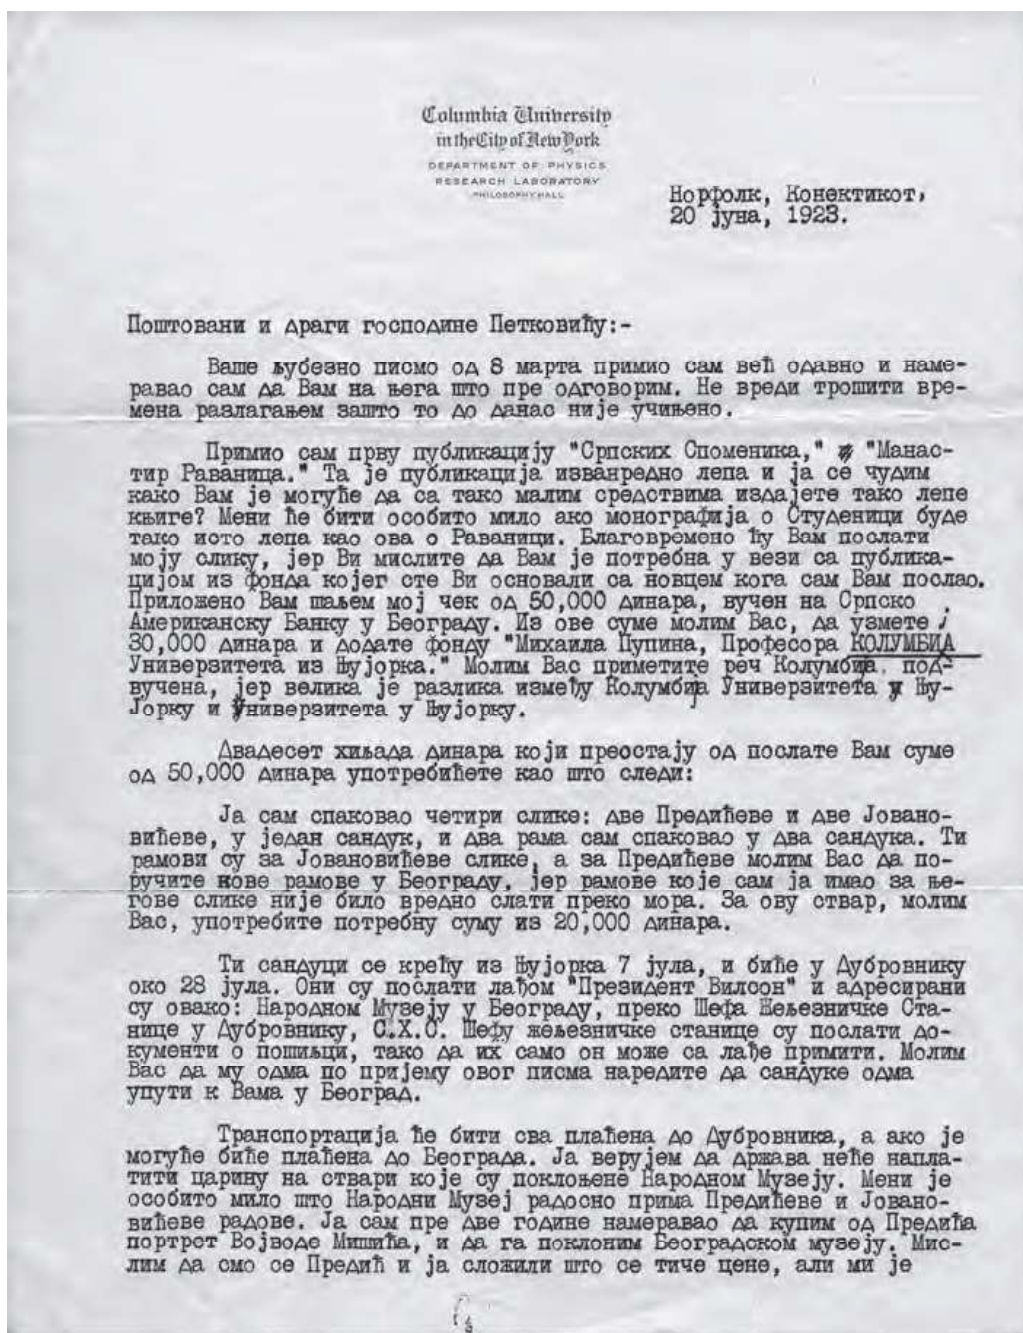 Columbia University
in the City of New York
DEPARTMENT OF PHYSICS
RESEARCH LABORATORY
PHILOSOPHY HALL
Норфолк, Конектикот,
20 јуна, 1923.
Поштовани и драги господине Петковићу:-
Ваше љубезно писмо од 8 марта примио сам већ одавно и наме-
равао сам да Вам на њега што пре одговорим. Не вреди трошити вре-
мена разлагањем зашто то до данас није учињено.
Примио сам прву публикацију "Српских Споменика," "Манас-
тир Раваница." Та је публикација изванредно лепа и ја се чудим
како Вам је могуће да са тако малим средствима издајете тако лепе
књиге? Мени ће бити особито мило ако монографија о Студеници буде
тако исто лепа као ова о Раваници. Благовремено ћу Вам послати
моју слику, јер Ви мислите да Вам је потребна у вези са публика-
цијом из фонда којег сте Ви основали са новцем кога сам Вам послао.
Приложено Вам шаљем мој чек од 50,000 динара, вучен на Српско
Американску Банку у Београду. Из ове суме молим Вас, да узмете
30,000 динара и додате фонду "Михаила Пупина, Професора КОЛУМБИА
Универзитета из Њујорка." Молим Вас приметите реч Колумбија под-
вучена, јер велика је разлика између Колумбија Универзитета у Њу-
Јорку и Универзитета у Њујорку.
Двадесет хиљада динара који преостају од послате Вам суме
од 50,000 динара употребићете као што следи:
Ја сам спаковао четири слике: две Предићеве и две Јовано-
вићеве, у један сандук, и два рама сам спаковао у два сандука. Ти
рамови су за Јовановићеве слике, а за Предићеве молим Вас да по-
ручите нове рамове у Београду, јер рамове које сам ја имао за ње-
гове слике није било вредно слати преко мора. За ову ствар, молим
Вас, употребите потребну суму из 20,000 динара.
Ти сандуци се крећу из Њујорка 7 јула, и биће у Дубровнику
око 28 јула. Они су послати лађом "Президент Вилсон" и адресирани
су овако: Народном Музеју у Београду, преко Шефа Жељезничке Ста-
нице у Дубровнику, С.Х.С. Шефу жељезничке станице су послати до-
кументи о пошиљци, тако да их само он може са лађе примити. Молим
Вас да му одма по пријему овог писма наредите да сандуке одма
упути к Вама у Београд.
Транспортација ће бити сва плаћена до Дубровника, а ако је
могуће биће плаћена до Београда. Ја верујем да држава неће напла-
тити царину на ствари које су поклоњене Народном Музеју. Мени је
особито мило што Народни Музеј радосно прима Предићеве и Јовано-
вићеве радове. Ја сам пре две године намеравао да купим од Предића
портрет Војводе Мишића, и да га поклоним Београдском музеју. Мис-
лим да смо се Предић и ја сложили што се тиче цене, али ми је